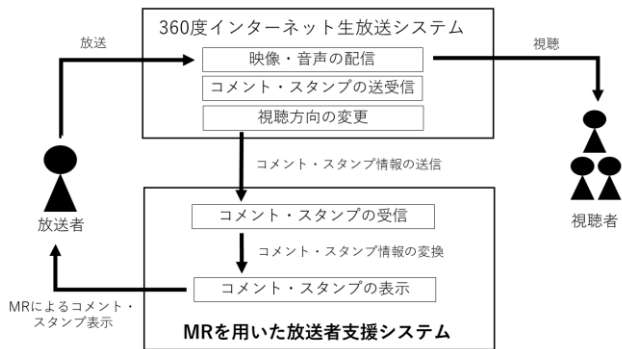 360度インターネット生放送システム
放送
映像・音声の配信
視聴
コメント・スタンプの送受信
視聴方向の変更
コメント・スタンプ情報の送信
放送者
視聴者
コメント・スタンプの受信
コメント・スタンプ情報の変換
コメント・スタンプの表示
MRによるコメント・
スタンプ表示
MRを用いた放送者支援システム